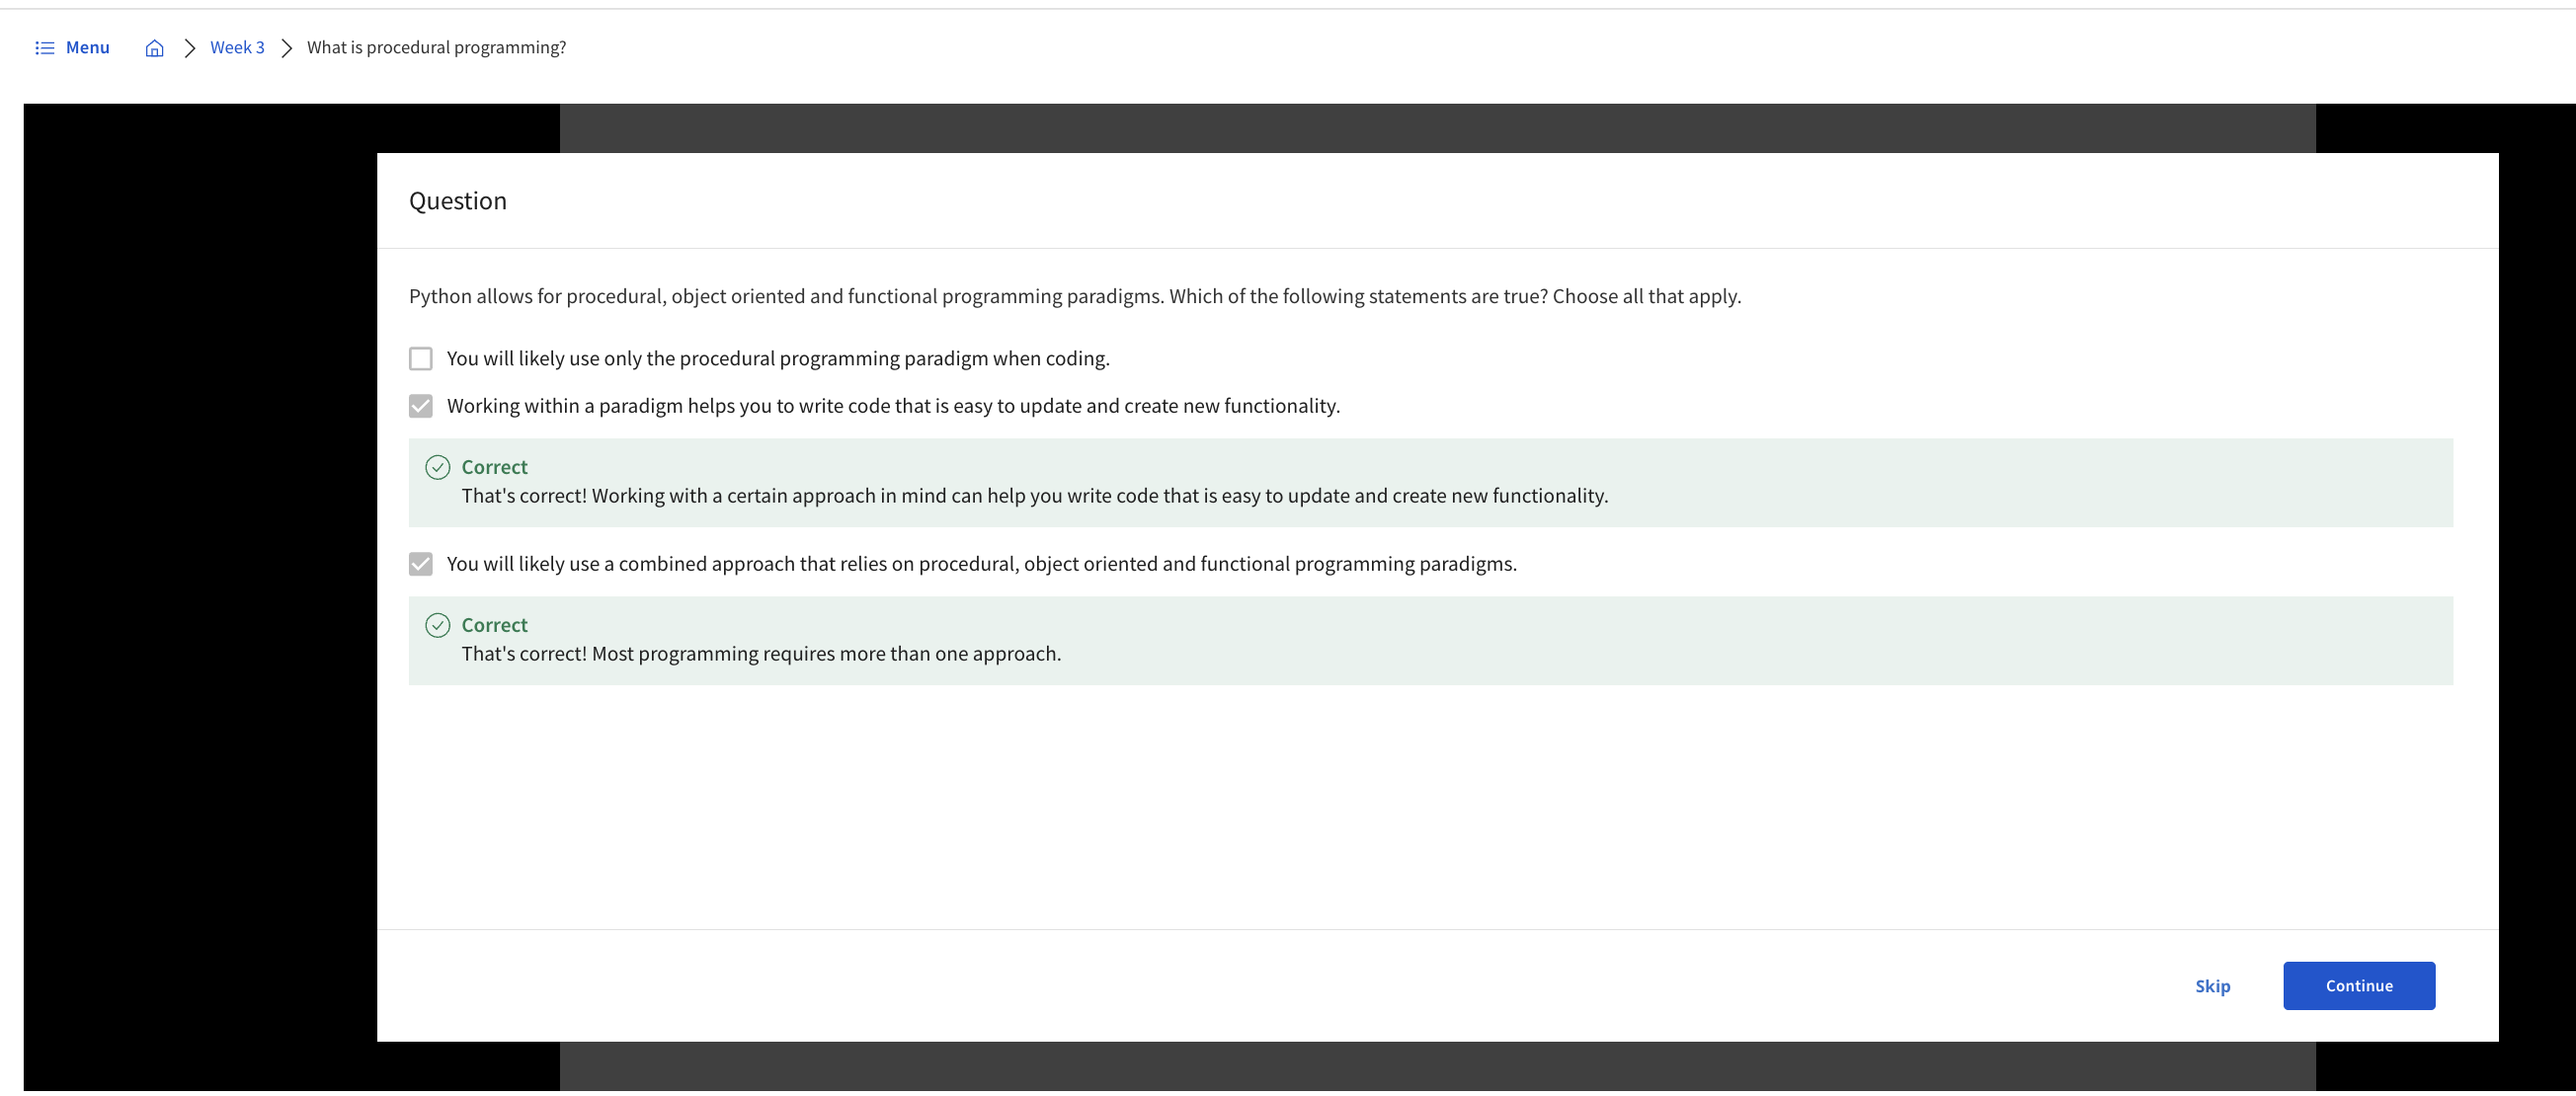 Menu
Week 3
What is procedural programming?
Question
Python allows for procedural, object oriented and functional programming paradigms. Which of the following statements are true? Choose all that apply.
You will likely use only the procedural programming paradigm when coding.
Working within a paradigm helps you to write code that is easy to update and create new functionality.
Correct
That's correct! Working with a certain approach in mind can help you write code that is easy to update and create new functionality.
You will likely use a combined approach that relies on procedural, object oriented and functional programming paradigms.
Correct
That's correct! Most programming requires more than one approach.
Skip
Continue